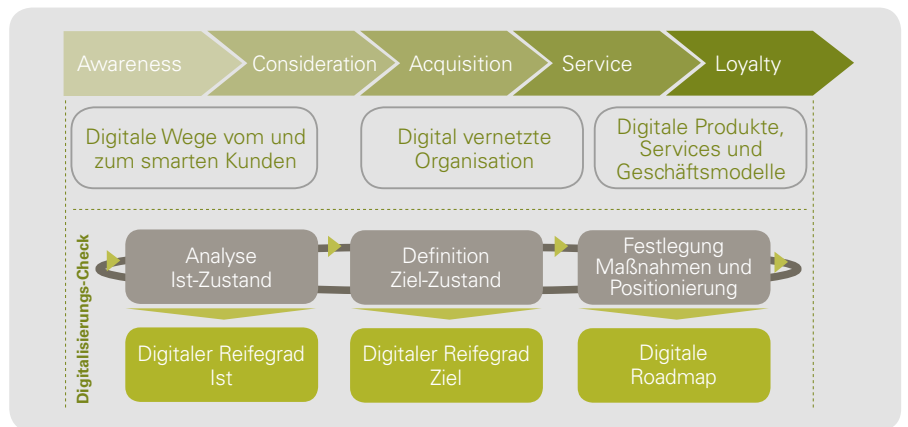 Awareness
Consideration
Acquisition
Service
Loyalty
Digitale Wege vom und
zum smarten Kunden
Digital vernetzte
Organisation
Digitale Produkte,
Services und
Geschäftsmodelle
Digitalisierungs-Check
Analyse
Ist-Zustand
Definition
Ziel-Zustand
Festlegung
Maßnahmen und
Positionierung
Digitaler Reifegrad
Ist
Digitaler Reifegrad
Ziel
Digitale
Roadmap